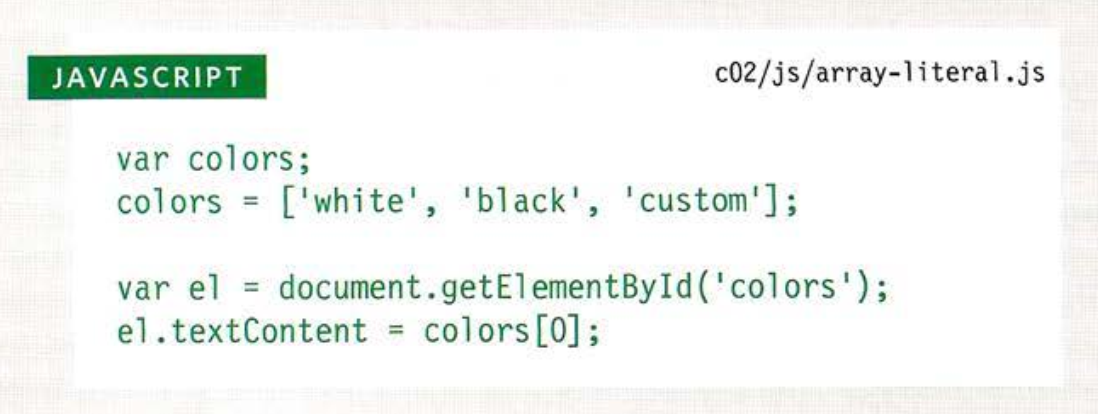 JAVASCRIPT
c02/js/array-literal.js
var colors;
colors = ['white', 'black', 'custom'];
var el = document.getElementById('colors');
el.textContent = colors[0];